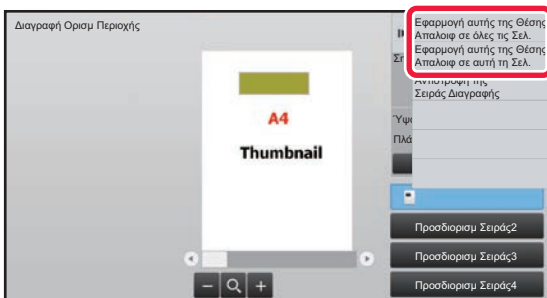 Διαγραφή Ορισμ Περιοχής
Εφαρμογή αυτής της Θέσης
Απαλοιφ σε όλες τις Σελ.
Εφαρμογή αυτής της Θέσης
Απαλοιφ σε αυτή τη Σελ.
Αντιστροφή της
Σειράς Διαγραφής
A4
Thumbnail
Προσδιορισμ Σειράς2
Προσδιορισμ Σειράς3
Προσδιορισμ Σειράς4